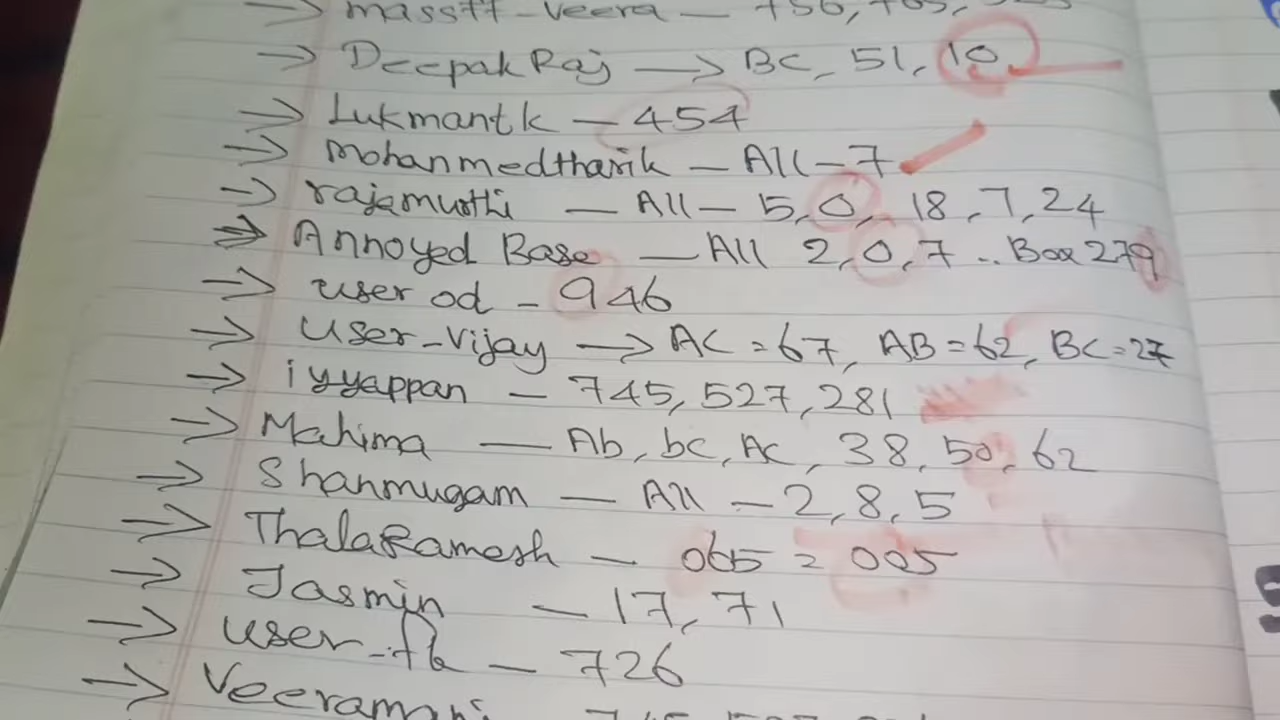 → Deepak Raj → BC, 51, 10
→ Lukmantk - 454
→ Mohanmedtharik - All - 7
→ rajamurthi - All - 5, 0, 18, 7, 24
→ Annoyed Base - All 2, 0, 7 .. Box 279
→ user od - 946
→ User-Vijay → AC = 67, AB = 62, BC = 27
→ iyyappan - 745, 527, 281
→ Mahima - Ab, bc, Ac, 38, 50, 62
→ Shanmugam - All - 2, 8, 5
→ ThalaRamesh - 065 = 005
→ Jasmin - 17, 71
→ user - 726
→